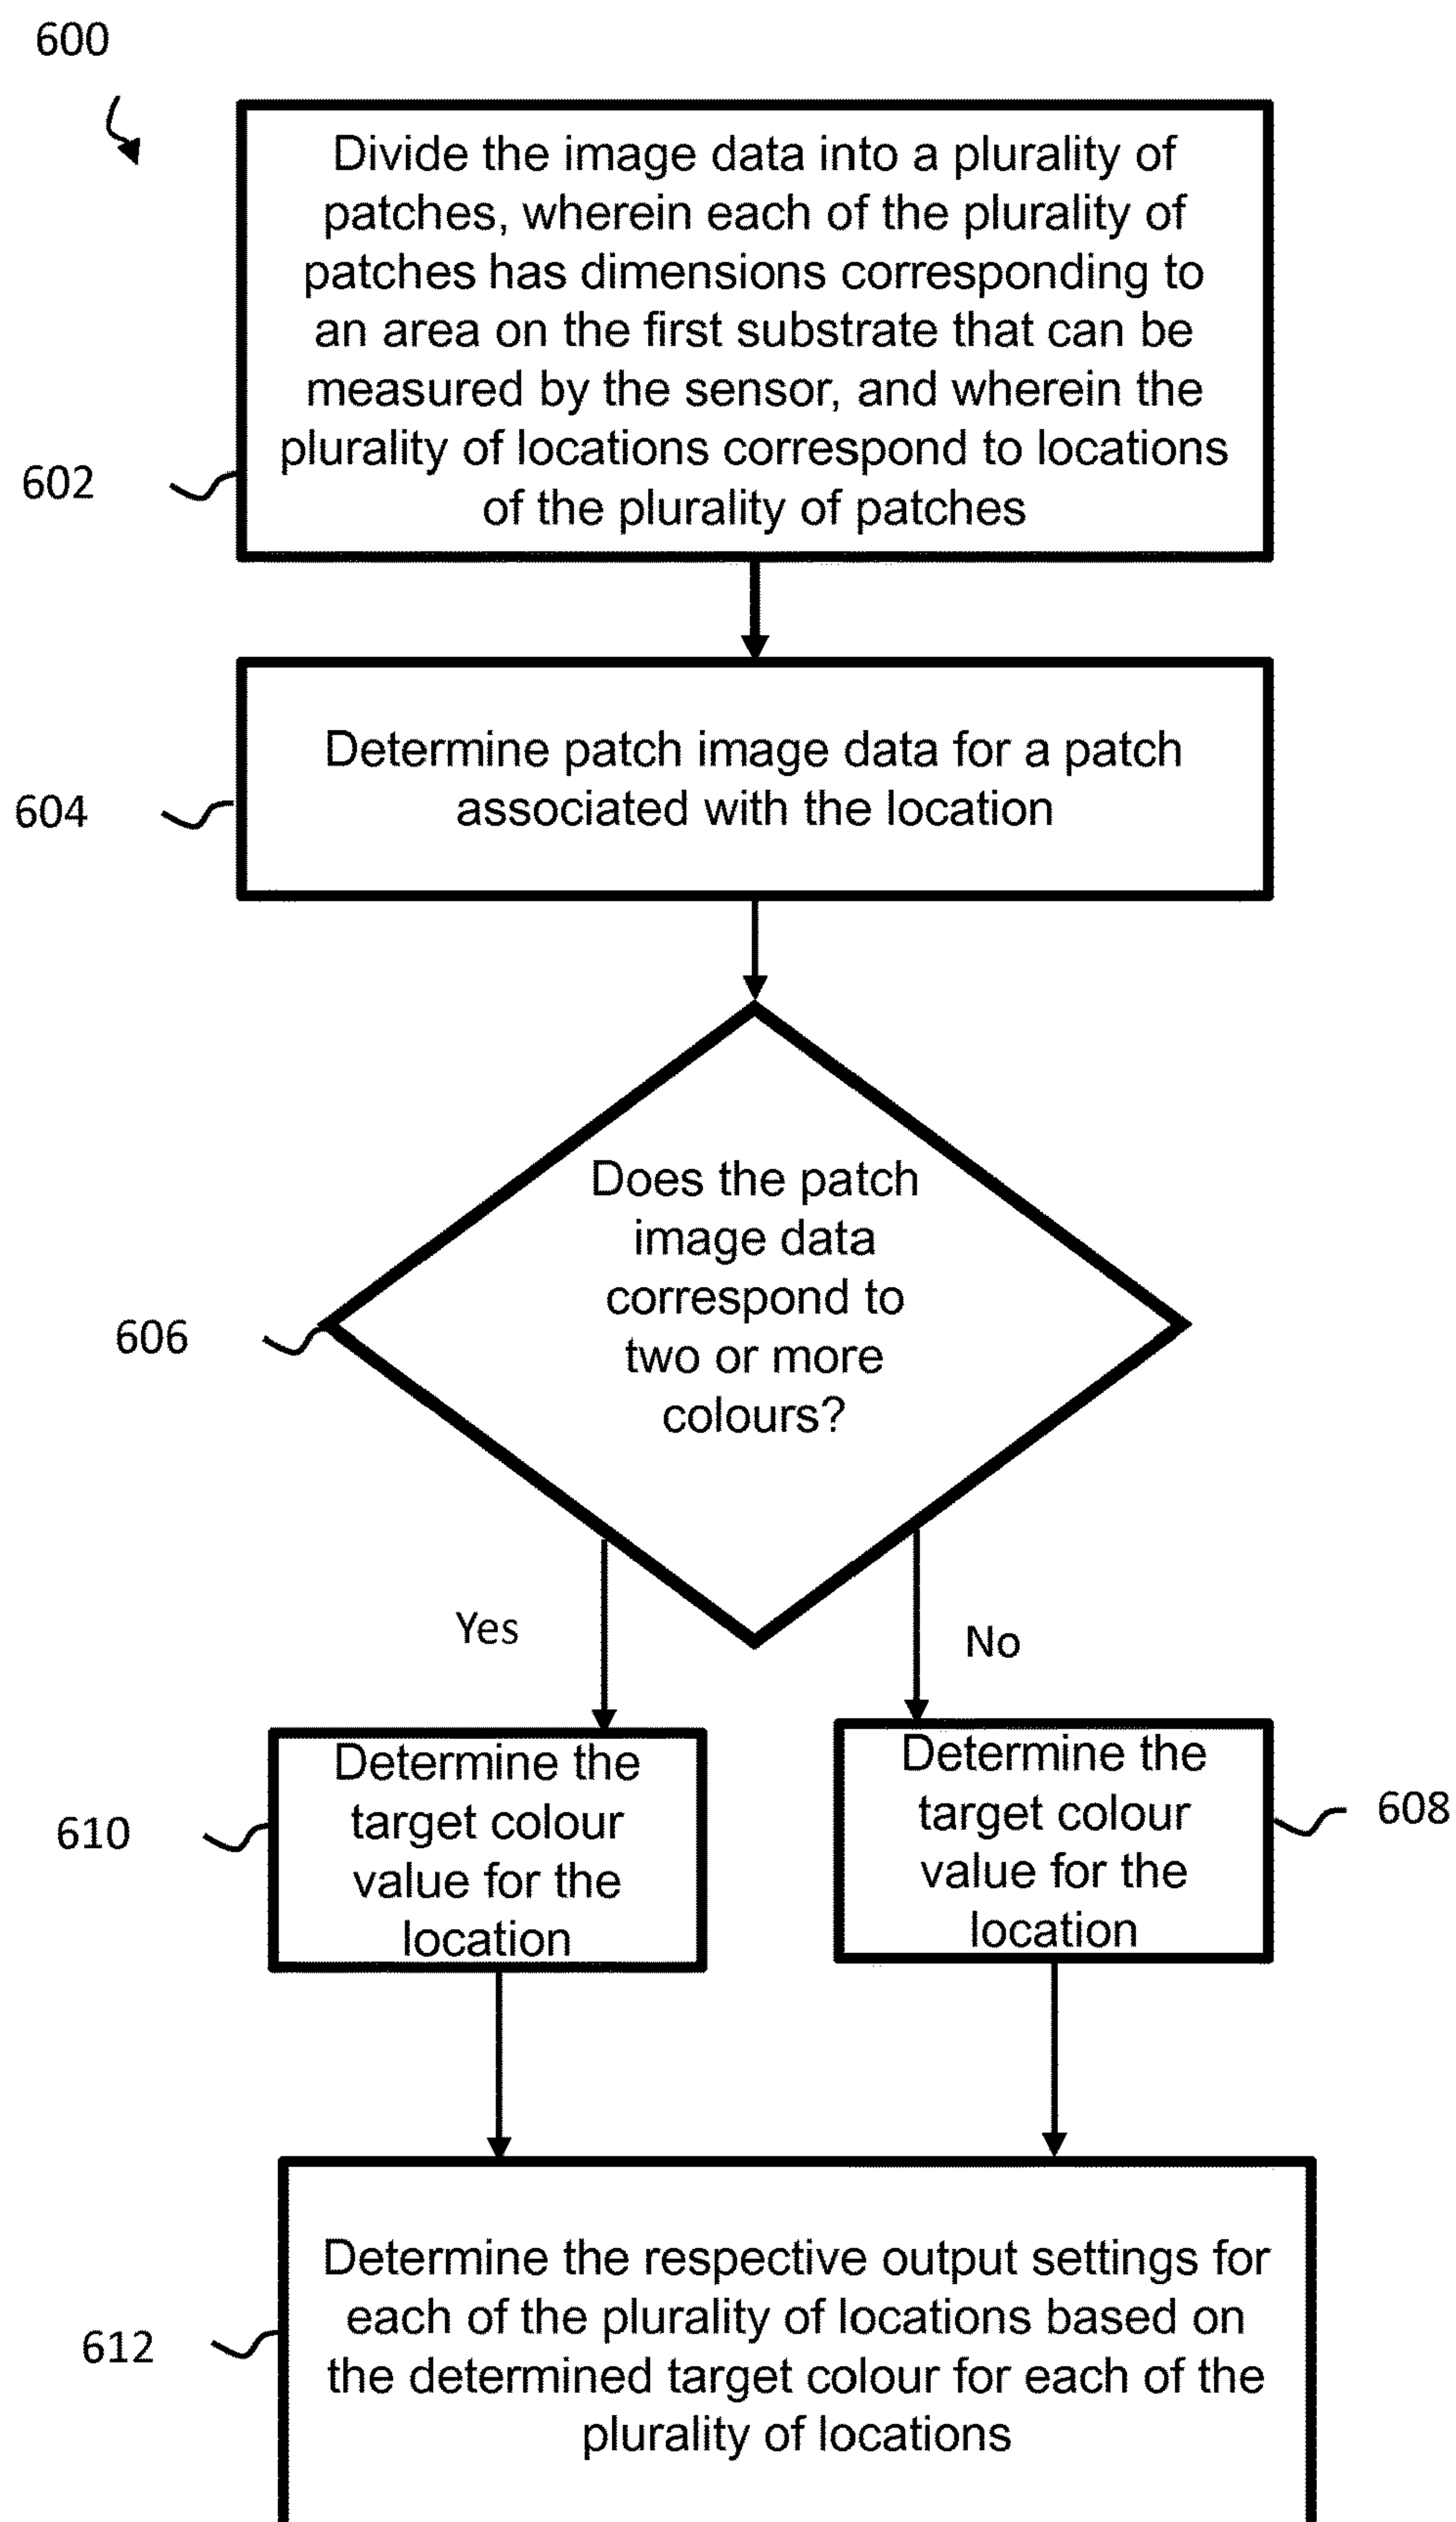 600
Divide the image data into a plurality of
patches, wherein each of the plurality of
patches has dimensions corresponding to
an area on the first substrate that can be
measured by the sensor, and wherein the
plurality of locations correspond to locations
of the plurality of patches
602
Determine patch image data for a patch
associated with the location
604
Does the patch
image data
correspond to
two or more
colours?
606
Yes
No
Determine the
target colour
value for the
location
610
Determine the
target colour
value for the
location
608
Determine the respective output settings for
each of the plurality of locations based on
the determined target colour for each of the
plurality of locations
612